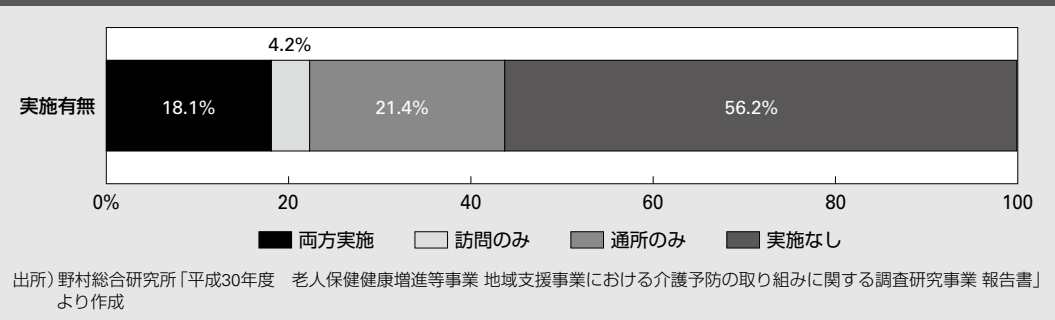 4.2%
実施有無
18.1%
21.4%
56.2%
0%
20
40
60
80
100
両方実施
訪問のみ
通所のみ
実施なし
出所）野村総合研究所「平成30年度　老人保健健康増進等事業 地域支援事業における介護予防の取り組みに関する調査研究事業 報告書」
より作成